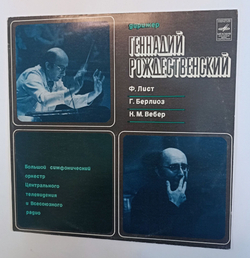 дирижер
ГЕННАДИЙ
РОЖДЕСТВЕНСКИЙ
Ф. Лист
Г. Берлиоз
К. М. Вебер
Большой симфонический
оркестр
Центрального
телевидения
и Всесоюзного
радио